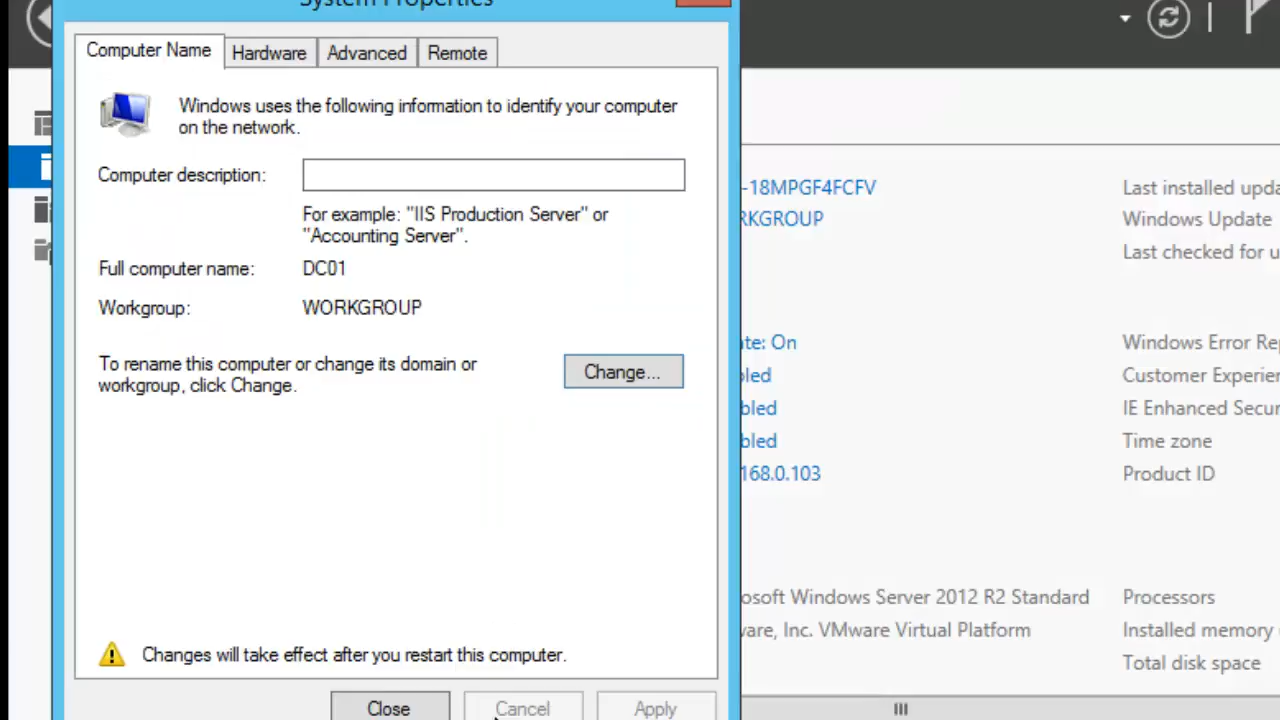 System Properties
Computer Name Hardware Advanced Remote
Windows uses the following information to identify your computer
on the network.
Computer description:
For example: "IIS Production Server" or
"Accounting Server".
Full computer name: DC01
Workgroup: WORKGROUP
To rename this computer or change its domain or
workgroup, click Change.
Change...
Changes will take effect after you restart this computer.
Close Cancel Apply
-18MPGF4FCFV
RKGROUP
ate: On
bled
bled
bled
168.0.103
osoft Windows Server 2012 R2 Standard
ware, Inc. VMware Virtual Platform
Last installed upda
Windows Update
Last checked for u
Windows Error Rep
Customer Experien
IE Enhanced Secur
Time zone
Product ID
Processors
Installed memory
Total disk space